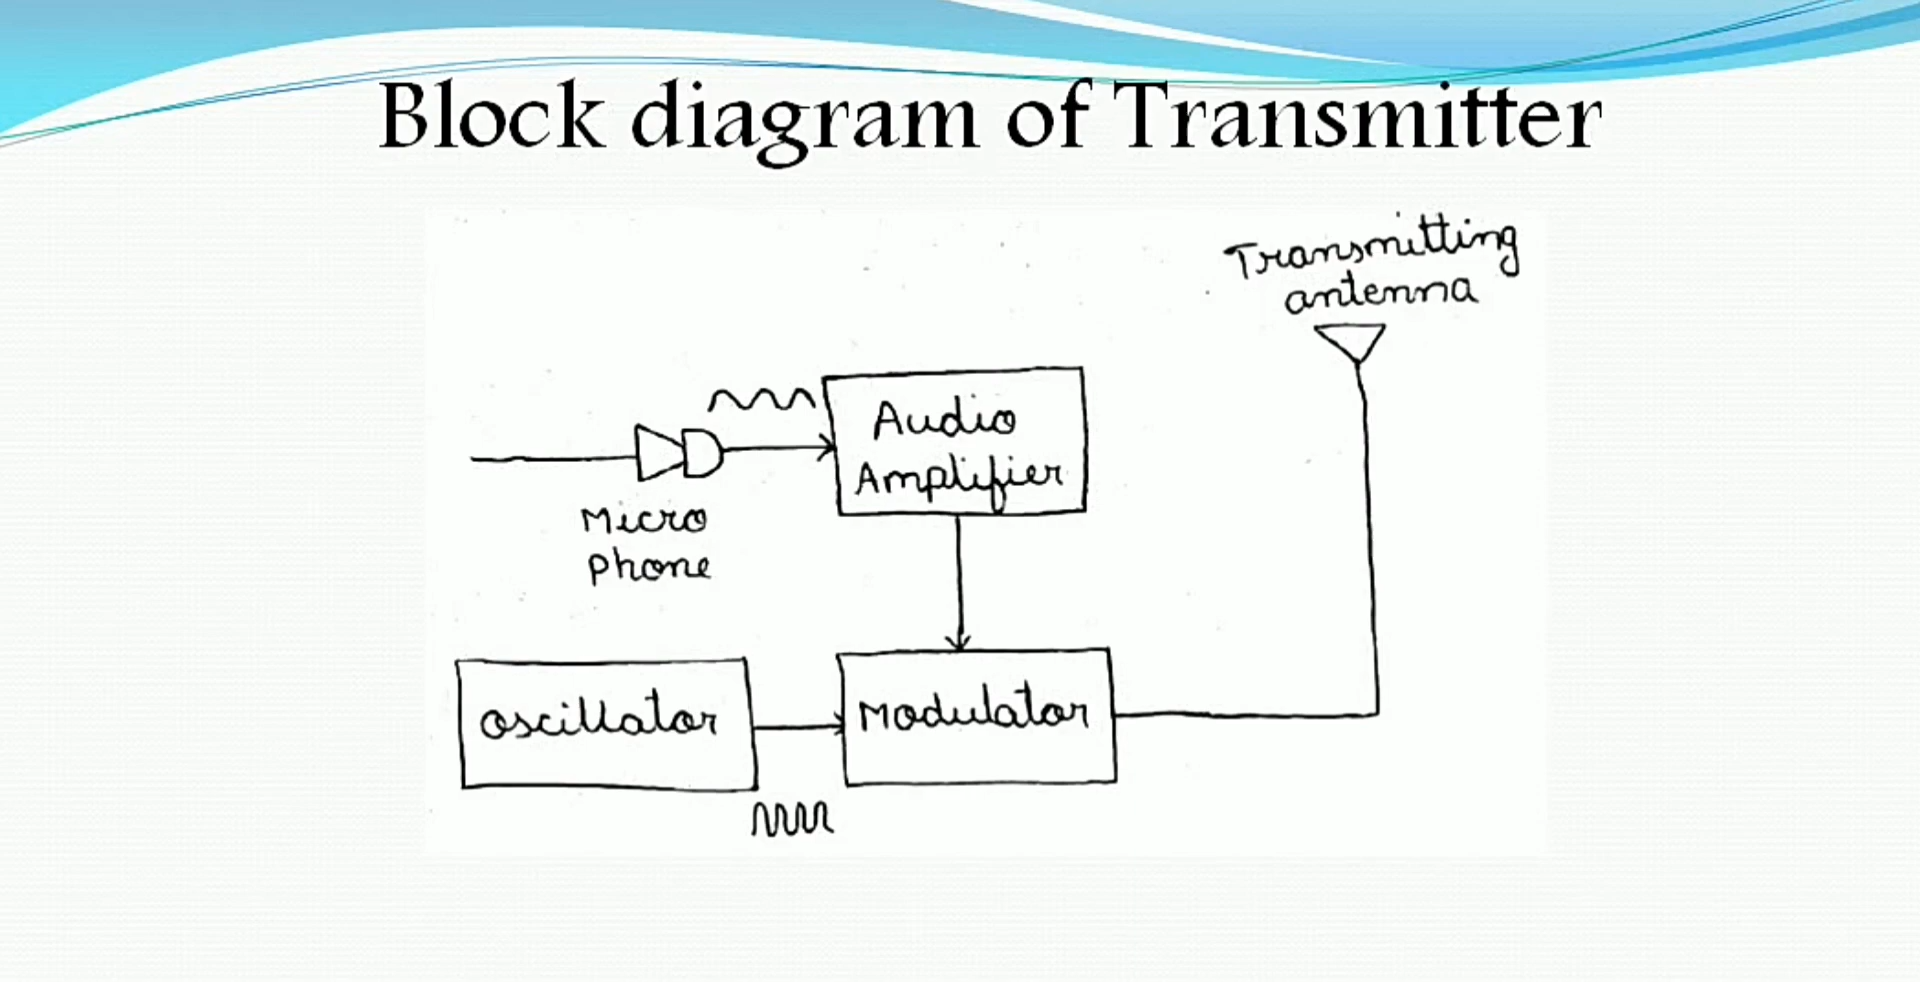 Block diagram of Transmitter
Transmitting
antenna
Audio
Amplifier
Micro
phone
oscillator
Modulator